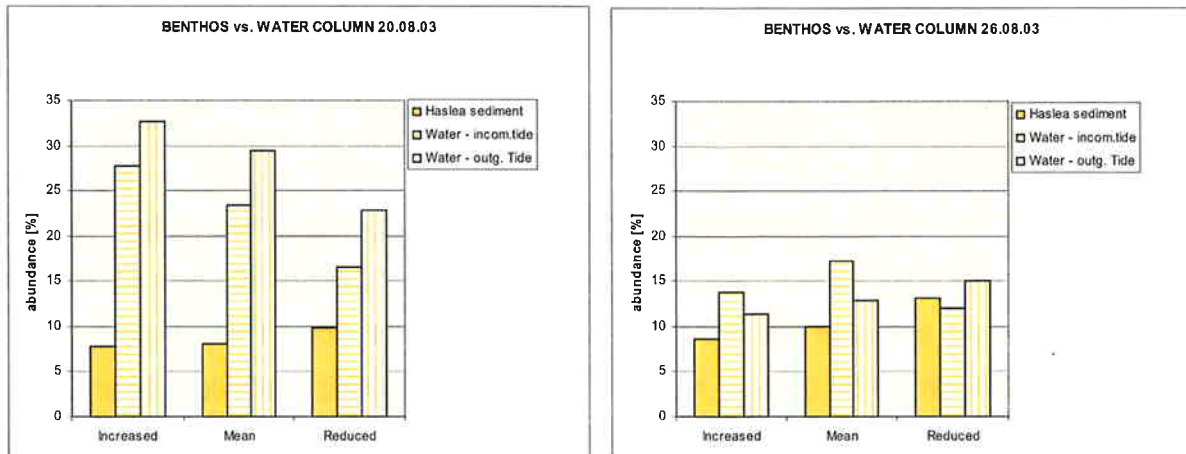 BENTHOS vs. WATER COLUMN 20.08.03
35
30
25
20
15
10
5
0
abundance [%]
Increased Mean Reduced
Haslea sediment
Water - incom.tide
Water - outg. Tide
BENTHOS vs. WATER COLUMN 26.08.03
35
30
25
20
15
10
5
0
abundance [%]
Increased Mean Reduced
Haslea sediment
Water - incom.tide
Water - outg. Tide